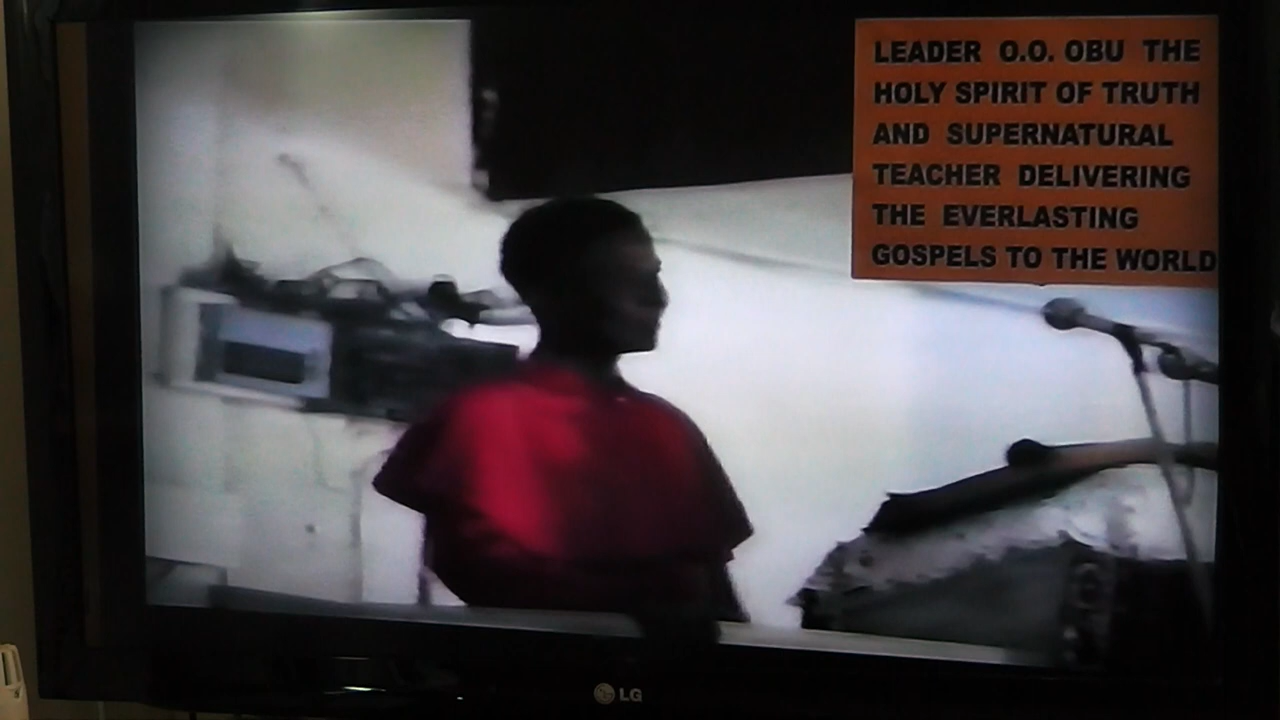 LEADER O.O. OBU THE
HOLY SPIRIT OF TRUTH
AND SUPERNATURAL
TEACHER DELIVERING
THE EVERLASTING
GOSPELS TO THE WORLD
LG